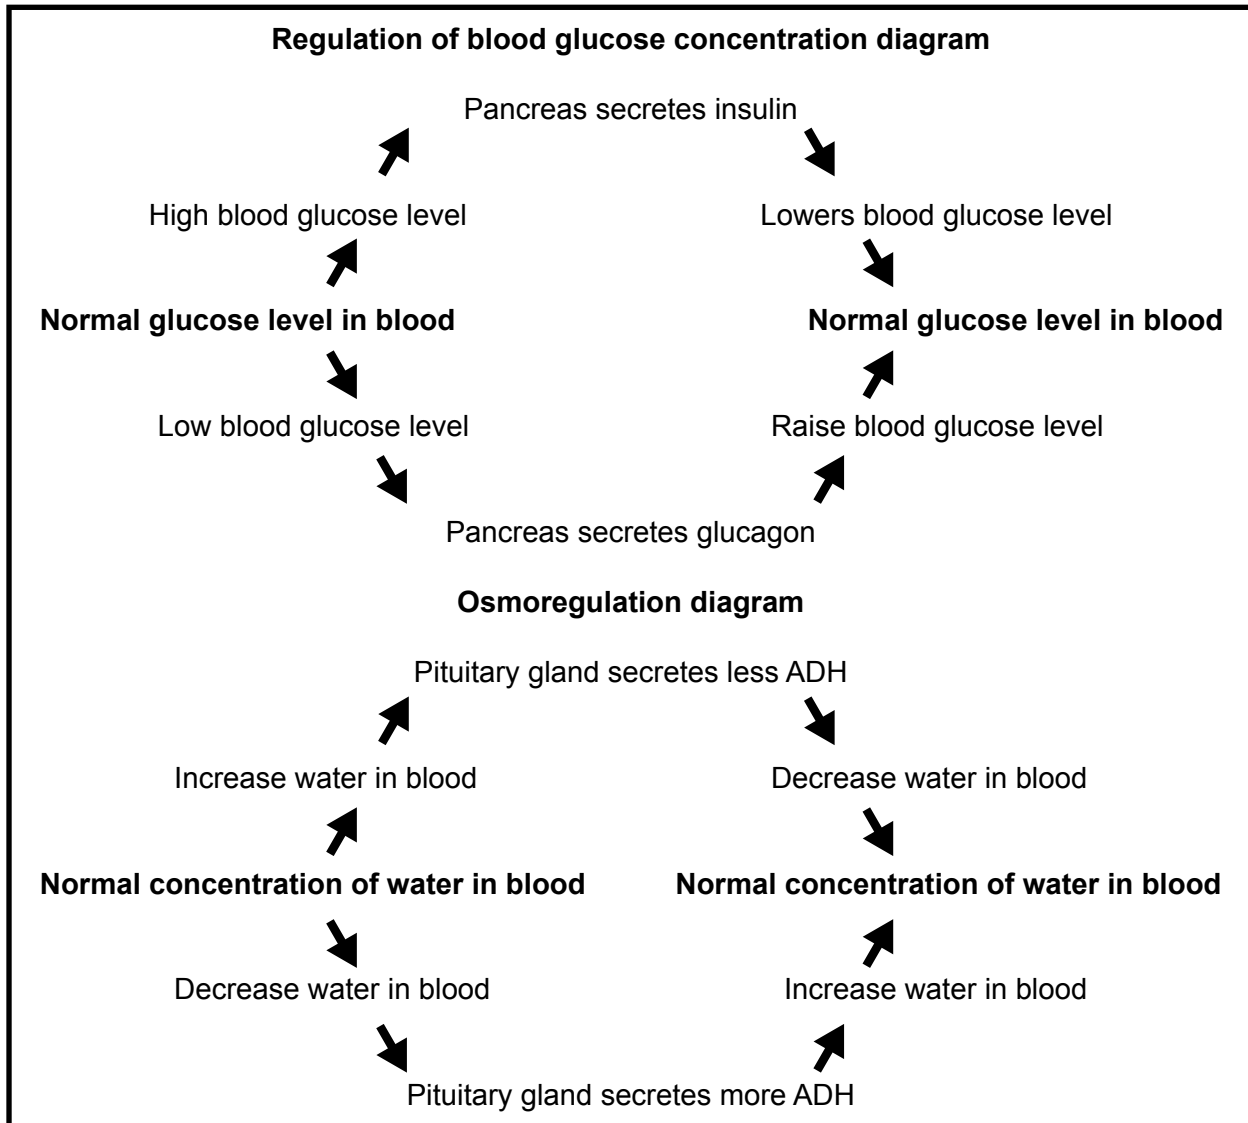 Regulation of blood glucose concentration diagram
Pancreas secretes insulin
High blood glucose level
Lowers blood glucose level
Normal glucose level in blood
Normal glucose level in blood
Low blood glucose level
Raise blood glucose level
Pancreas secretes glucagon
Osmoregulation diagram
Pituitary gland secretes less ADH
Increase water in blood
Decrease water in blood
Normal concentration of water in blood
Normal concentration of water in blood
Decrease water in blood
Increase water in blood
Pituitary gland secretes more ADH